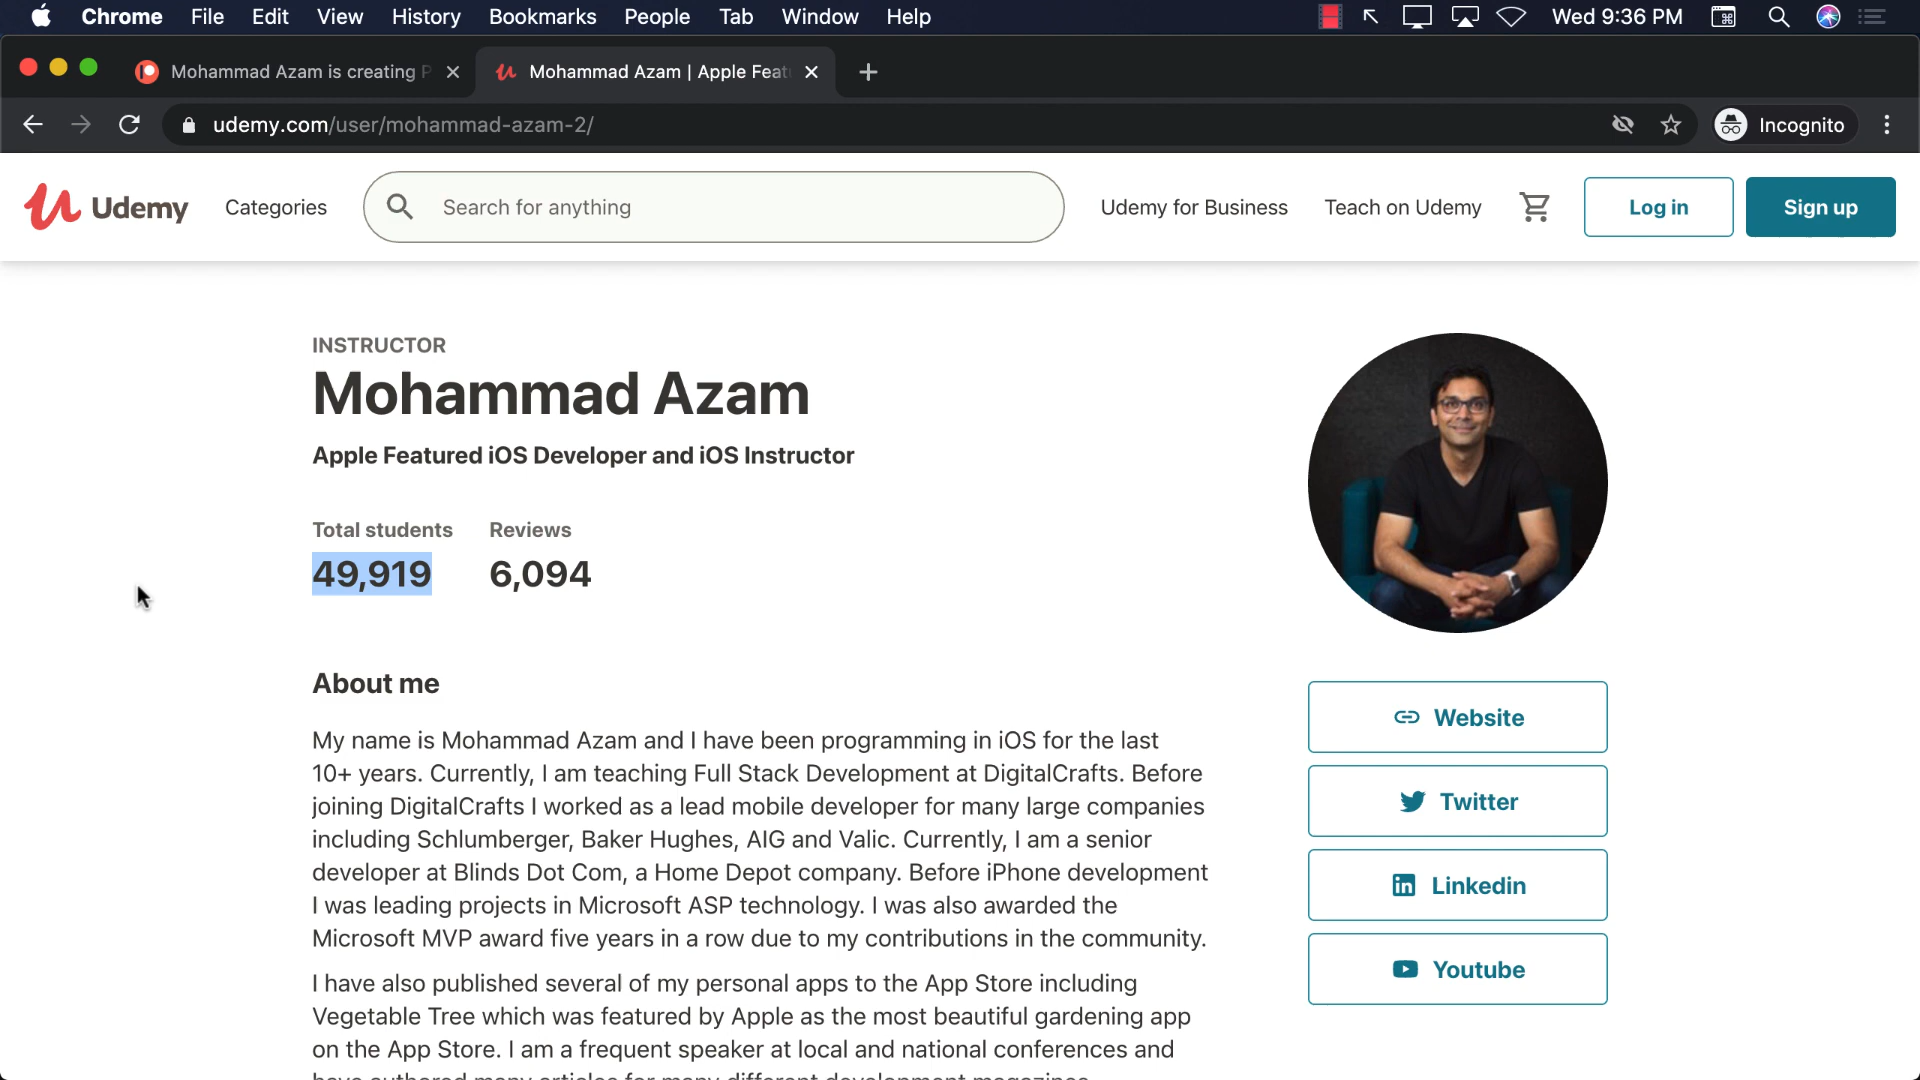 Chrome File Edit View History Bookmarks People Tab Window Help Wed 9:36 PM
Mohammad Azam is creating P Mohammad Azam | Apple Feat
udemy.com/user/mohammad-azam-2/ Incognito
Udemy Categories Search for anything Udemy for Business Teach on Udemy Log in Sign up
INSTRUCTOR
Mohammad Azam
Apple Featured iOS Developer and iOS Instructor
Total students Reviews
49,919 6,094
About me
My name is Mohammad Azam and I have been programming in iOS for the last
10+ years. Currently, I am teaching Full Stack Development at DigitalCrafts. Before
joining DigitalCrafts I worked as a lead mobile developer for many large companies
including Schlumberger, Baker Hughes, AIG and Valic. Currently, I am a senior
developer at Blinds Dot Com, a Home Depot company. Before iPhone development
I was leading projects in Microsoft ASP technology. I was also awarded the
Microsoft MVP award five years in a row due to my contributions in the community.
I have also published several of my personal apps to the App Store including
Vegetable Tree which was featured by Apple as the most beautiful gardening app
on the App Store. I am a frequent speaker at local and national conferences and
have authored many articles for many different development magazines.
Website
Twitter
Linkedin
Youtube